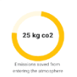 25 kg co2
Emissions saved from
entering the atmosphere